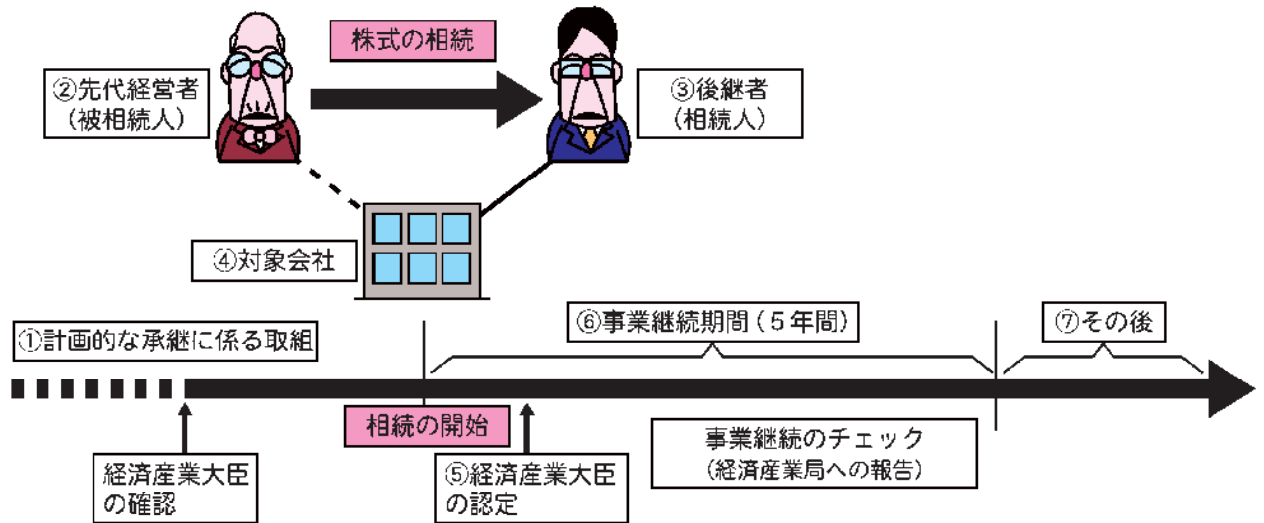 株式の相続
②先代経営者
(被相続人)
③後継者
(相続人)
④対象会社
①計画的な承継に係る取組
⑥事業継続期間(5年間)
⑦その後
相続の開始
経済産業大臣
の確認
⑤経済産業大臣
の認定
事業継続のチェック
(経済産業局への報告)